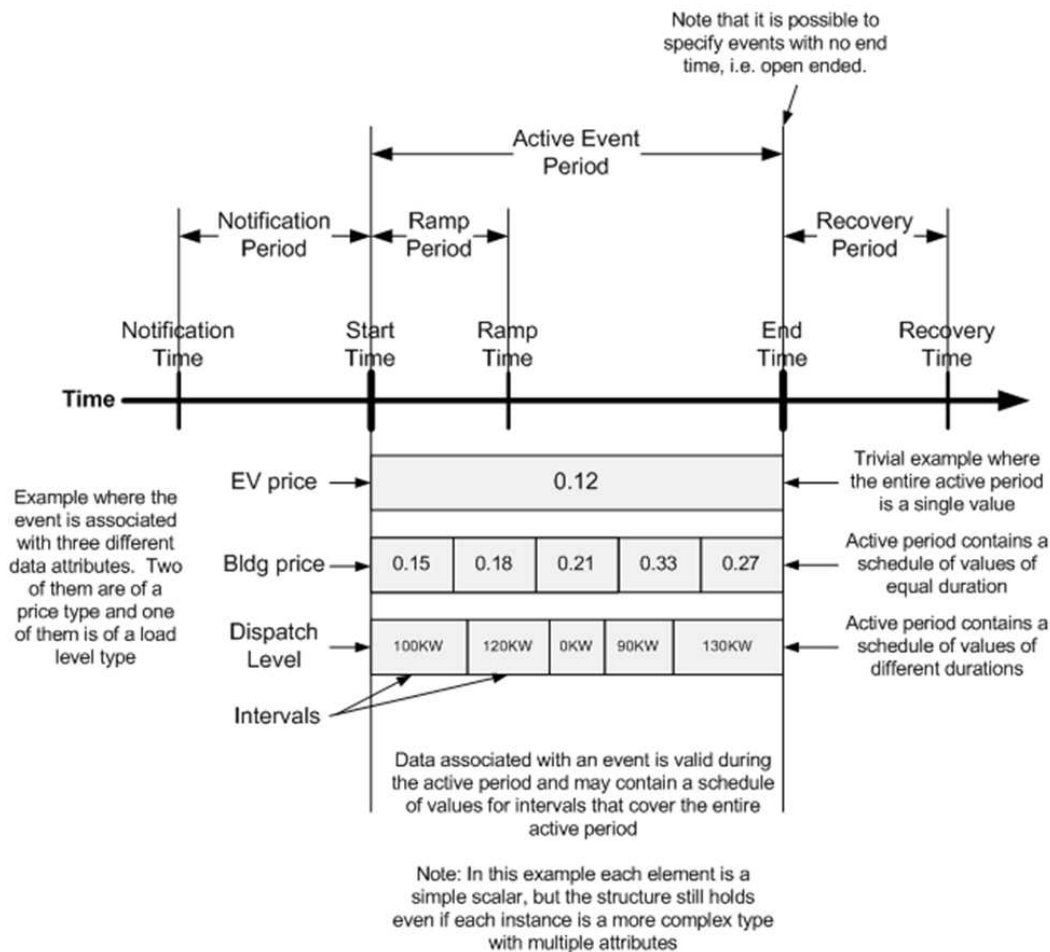 Note that it is possible to
specify events with no end
time, i.e. open ended.
Active Event
Period
Notification
Period
Ramp
Period
Recovery
Period
Notification
Time
Start
Time
Ramp
Time
End
Time
Recovery
Time
Time
EV price
0.12
Trivial example where
the entire active period
is a single value
Example where the
event is associated
with three different
data attributes. Two
of them are of a
price type and one
of them is of a load
level type
Bldg price
0.15
0.18
0.21
0.33
0.27
Active period contains a
schedule of values of
equal duration
Dispatch
Level
100KW
120KW
0KW
90KW
130KW
Active period contains a
schedule of values of
different durations
Intervals
Data associated with an event is valid during
the active period and may contain a schedule
of values for intervals that cover the entire
active period
Note: In this example each element is a
simple scalar, but the structure still holds
even if each instance is a more complex type
with multiple attributes